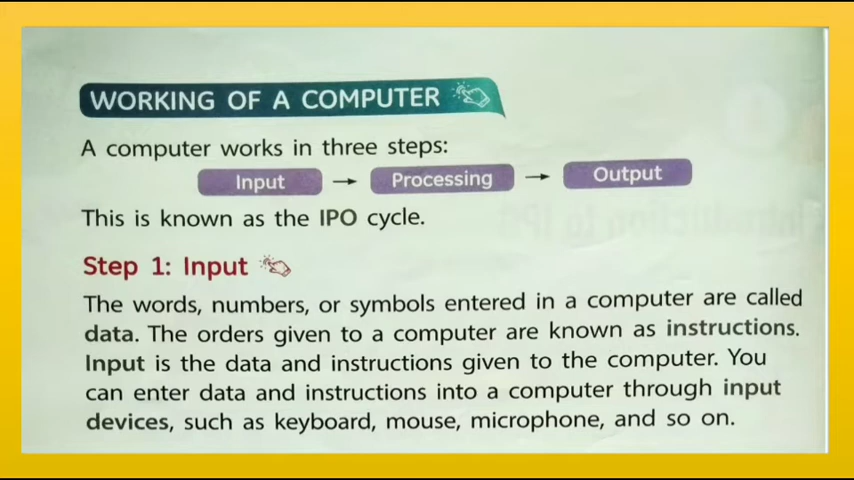 WORKING OF A COMPUTER
A computer works in three steps:
Input → Processing → Output
This is known as the IPO cycle.
Step 1: Input
The words, numbers, or symbols entered in a computer are called
data. The orders given to a computer are known as instructions.
Input is the data and instructions given to the computer. You
can enter data and instructions into a computer through input
devices, such as keyboard, mouse, microphone, and so on.